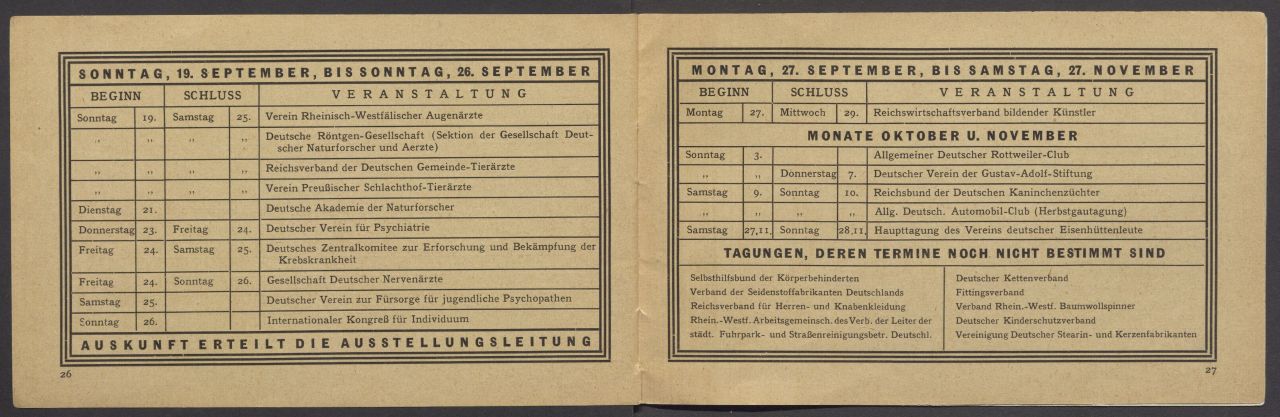 SONNTAG, 19. SEPTEMBER, BIS SONNTAG, 26. SEPTEMBER
BEGINN SCHLUSS VERANSTALTUNG
Sonntag 19. Samstag 25. Verein Rheinisch-Westfälischer Augenärzte
„ „ „ „ Deutsche Röntgen-Gesellschaft (Sektion der Gesellschaft Deut-
scher Naturforscher und Aerzte)
„ „ „ „ Reichsverband der Deutschen Gemeinde-Tierärzte
„ „ „ „ Verein Preußischer Schlachthof-Tierärzte
Dienstag 21. Deutsche Akademie der Naturforscher
Donnerstag 23. Freitag 24. Deutscher Verein für Psychiatrie
Freitag 24. Samstag 25. Deutsches Zentralkomitee zur Erforschung und Bekämpfung der
Krebskrankheit
Freitag 24. Sonntag 26. Gesellschaft Deutscher Nervenärzte
Samstag 25. Deutscher Verein zur Fürsorge für jugendliche Psychopathen
Sonntag 26. Internationaler Kongreß für Individuum
AUSKUNFT ERTEILT DIE AUSSTELLUNGSLEITUNG
26
MONTAG, 27. SEPTEMBER, BIS SAMSTAG, 27. NOVEMBER
BEGINN SCHLUSS VERANSTALTUNG
Montag 27. Mittwoch 29. Reichswirtschaftsverband bildender Künstler
MONATE OKTOBER U. NOVEMBER
Sonntag 3. Allgemeiner Deutscher Rottweiler-Club
„ „ Donnerstag 7. Deutscher Verein der Gustav-Adolf-Stiftung
Samstag 9. Sonntag 10. Reichsbund der Deutschen Kaninchenzüchter
„ „ „ „ Allg. Deutsch. Automobil-Club (Herbstgautagung)
Samstag 27.11. Sonntag 28.11. Haupttagung des Vereins deutscher Eisenhüttenleute
TAGUNGEN, DEREN TERMINE NOCH NICHT BESTIMMT SIND
Selbsthilfsbund der Körperbehinderten
Verband der Seidenstoffabrikanten Deutschlands
Reichsverband für Herren- und Knabenkleidung
Rhein.-Westf. Arbeitsgemeinsch. des Verb. der Leiter der
städt. Fuhrpark- und Straßenreinigungsbetr. Deutschl.
Deutscher Kettenverband
Fittingsverband
Verband Rhein.-Westf. Baumwollspinner
Deutscher Kinderschutzverband
Vereinigung Deutscher Stearin- und Kerzenfabrikanten
27